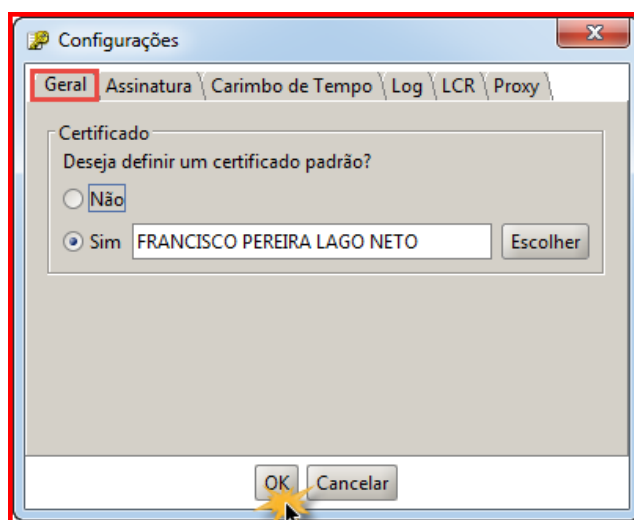 Configurações
Geral Assinatura Carimbo de Tempo Log LCR Proxy
Certificado
Deseja definir um certificado padrão?
Não
Sim FRANCISCO PEREIRA LAGO NETO Escolher
OK Cancelar